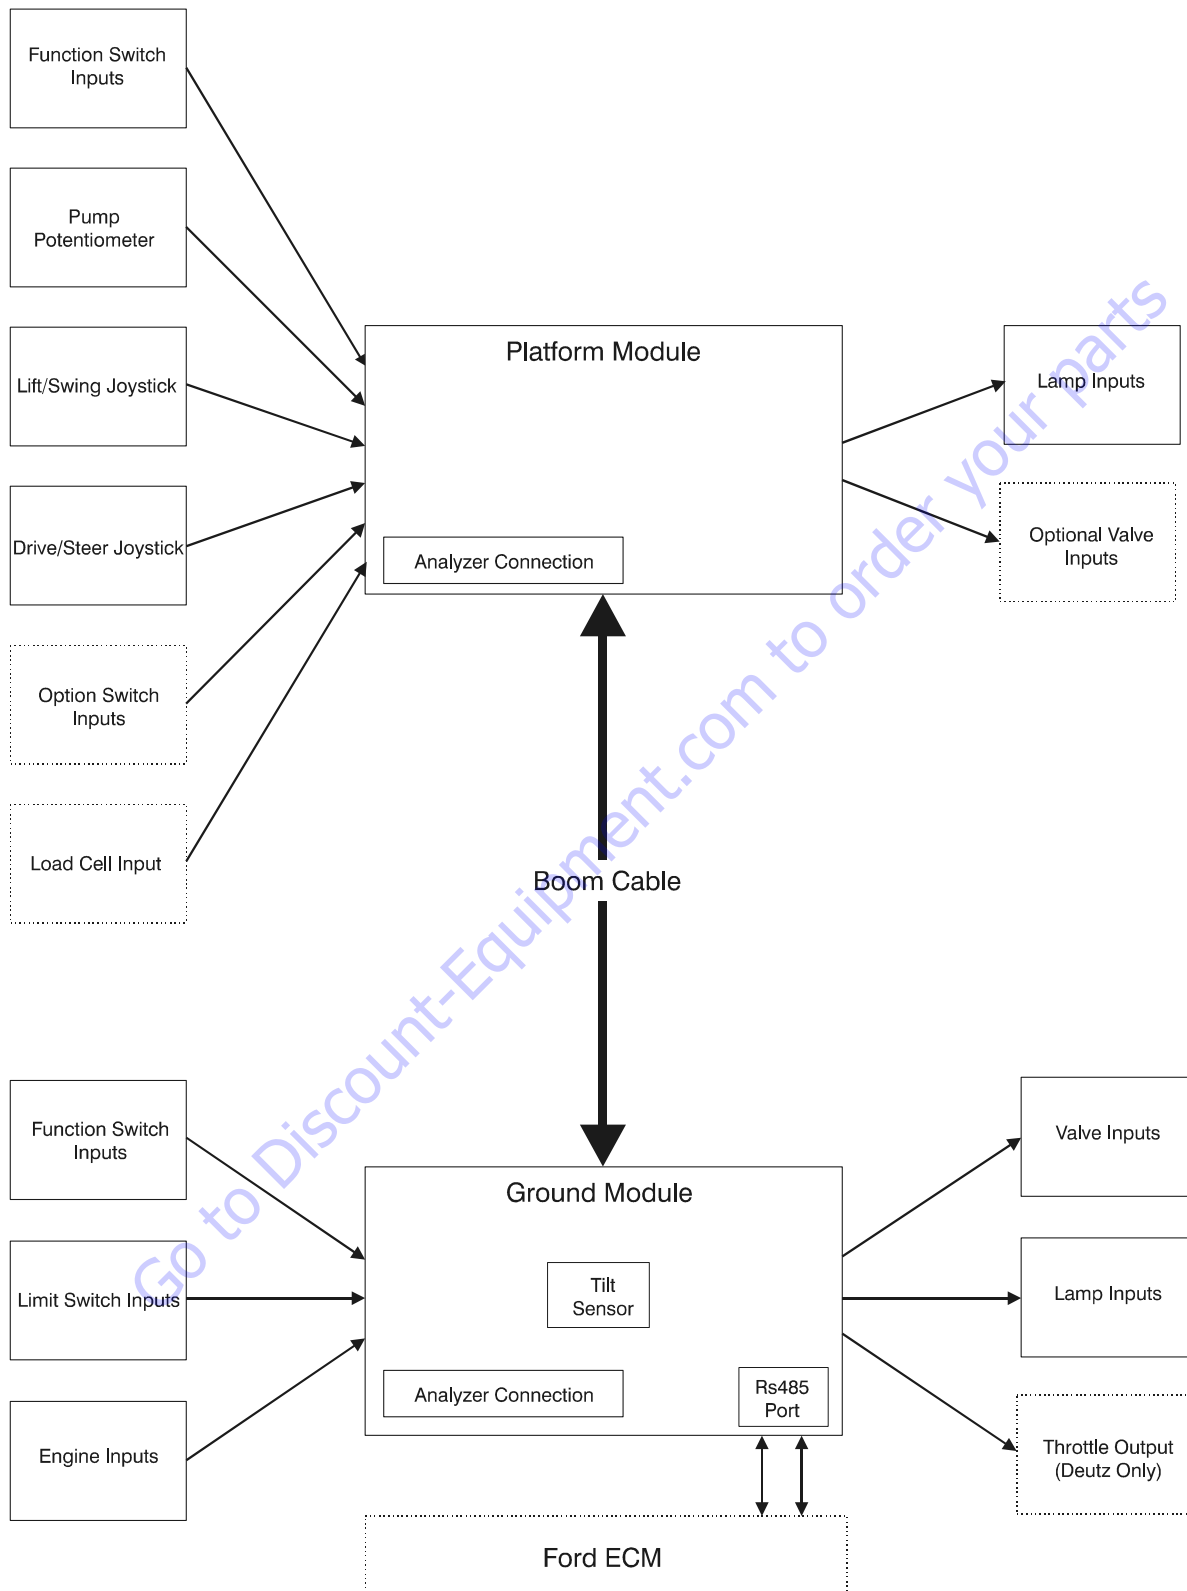 Function Switch
Inputs
Pump
Potentiometer
Lift/Swing Joystick
Drive/Steer Joystick
Option Switch
Inputs
Load Cell Input
Platform Module
Analyzer Connection
Lamp Inputs
Optional Valve
Inputs
Boom Cable
Function Switch
Inputs
Limit Switch Inputs
Engine Inputs
Ground Module
Tilt
Sensor
Analyzer Connection
Rs485
Port
Valve Inputs
Lamp Inputs
Throttle Output
(Deutz Only)
Ford ECM
Go to Discount-Equipment.com to order your parts